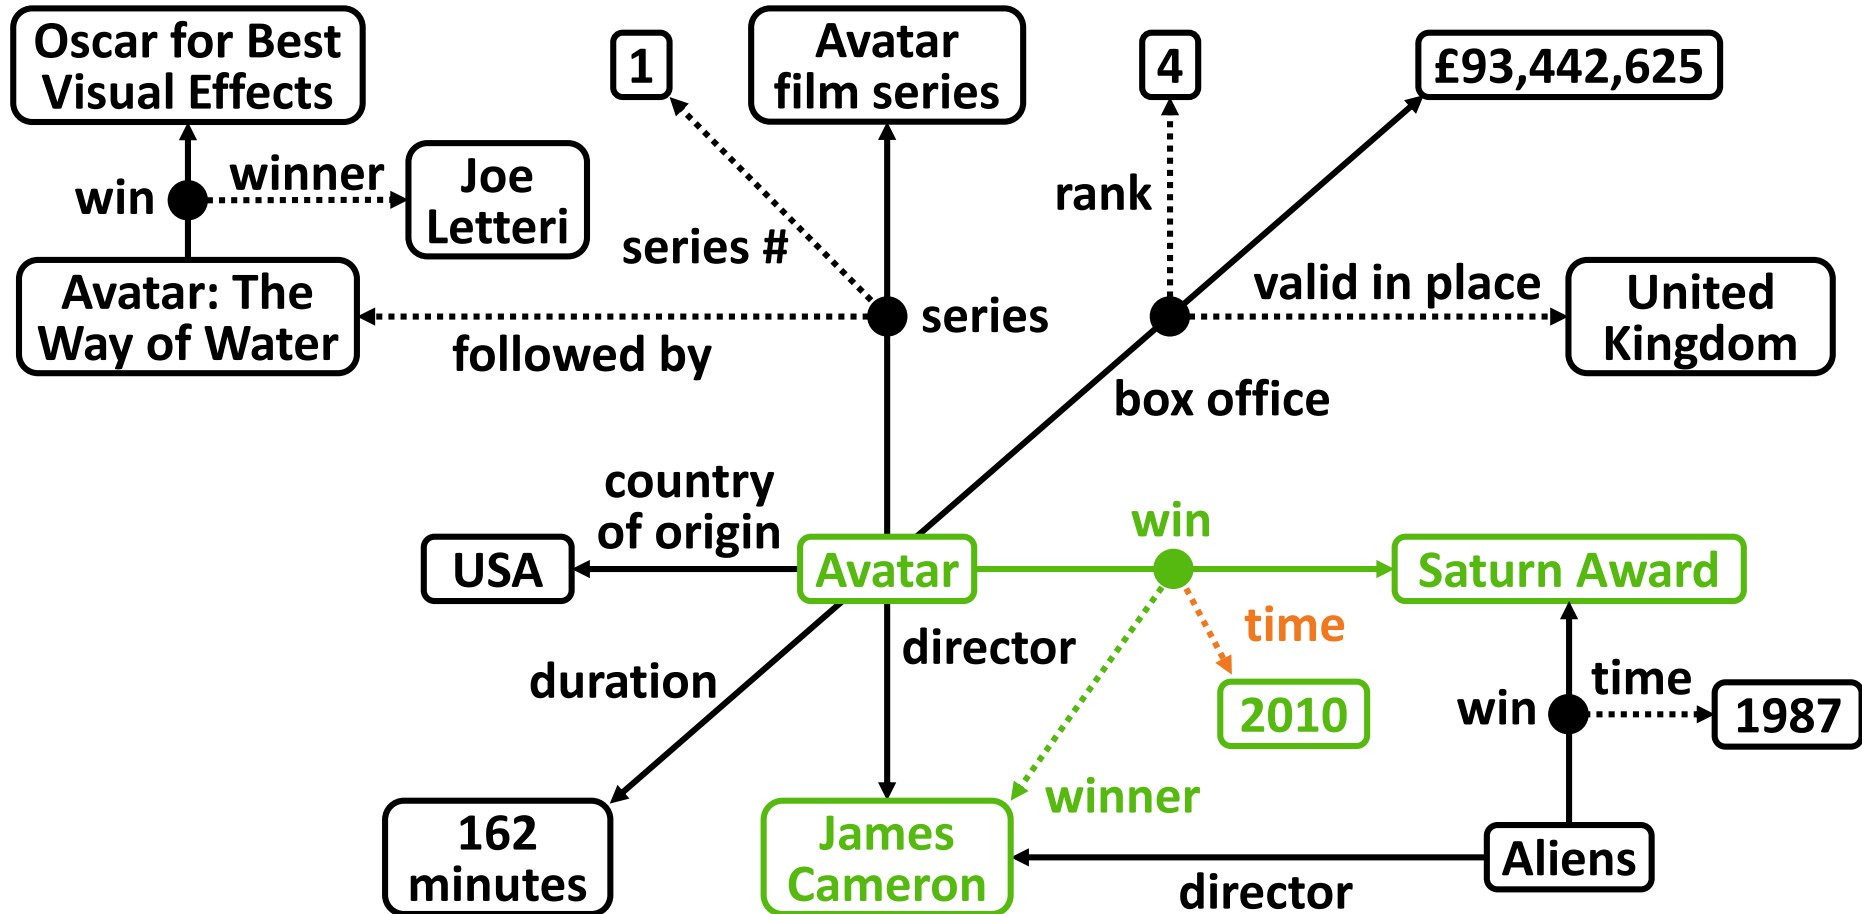 Oscar for Best
Visual Effects
1
Avatar
film series
4
£93,442,625
win
winner
Joe
Letteri
series #
rank
Avatar: The
Way of Water
followed by
series
valid in place
United
Kingdom
box office
country
of origin
win
USA
Avatar
Saturn Award
time
director
duration
2010
win
time
1987
winner
162
minutes
James
Cameron
director
Aliens